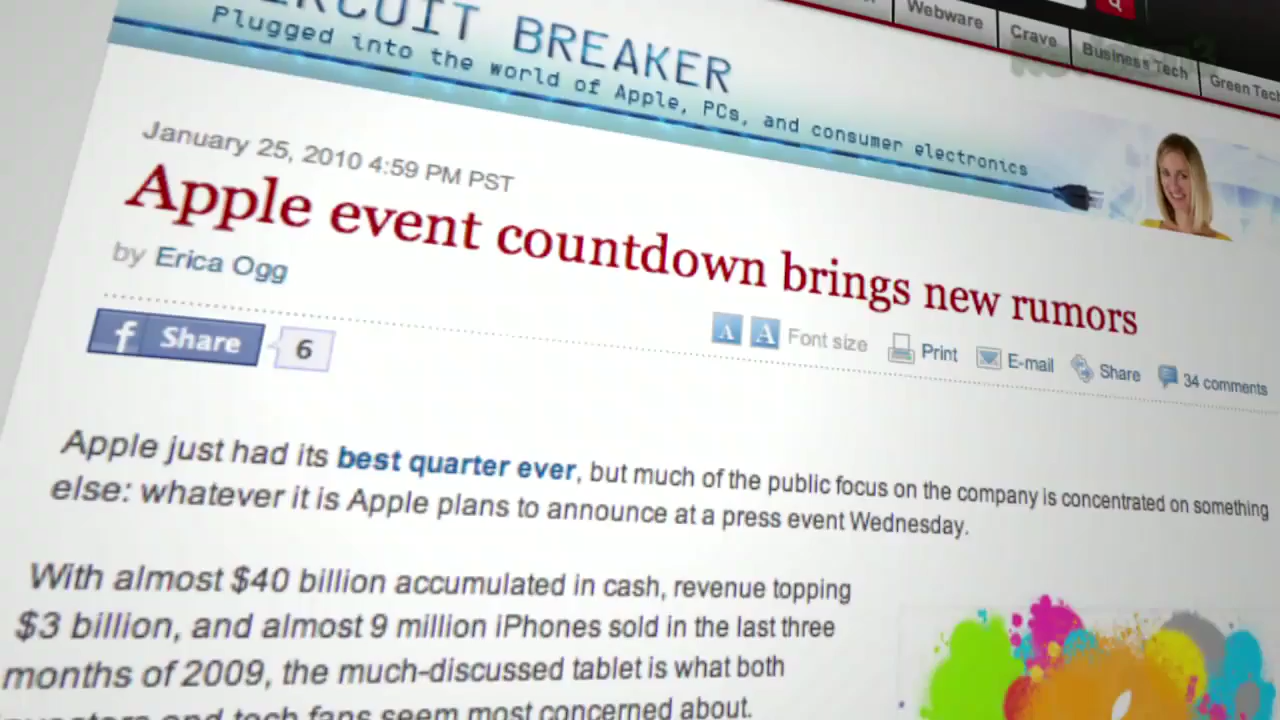 Webware
Crave
Business Tech
Green Tech
BREAKER
Plugged into the world of Apple, PCs, and consumer electronics
January 25, 2010 4:59 PM PST
Apple event countdown brings new rumors
by Erica Ogg
f Share 6
A A Font size Print E-mail Share 34 comments
Apple just had its best quarter ever, but much of the public focus on the company is concentrated on something
else: whatever it is Apple plans to announce at a press event Wednesday.
With almost $40 billion accumulated in cash, revenue topping
$3 billion, and almost 9 million iPhones sold in the last three
months of 2009, the much-discussed tablet is what both
and tech fans seem most concerned about.